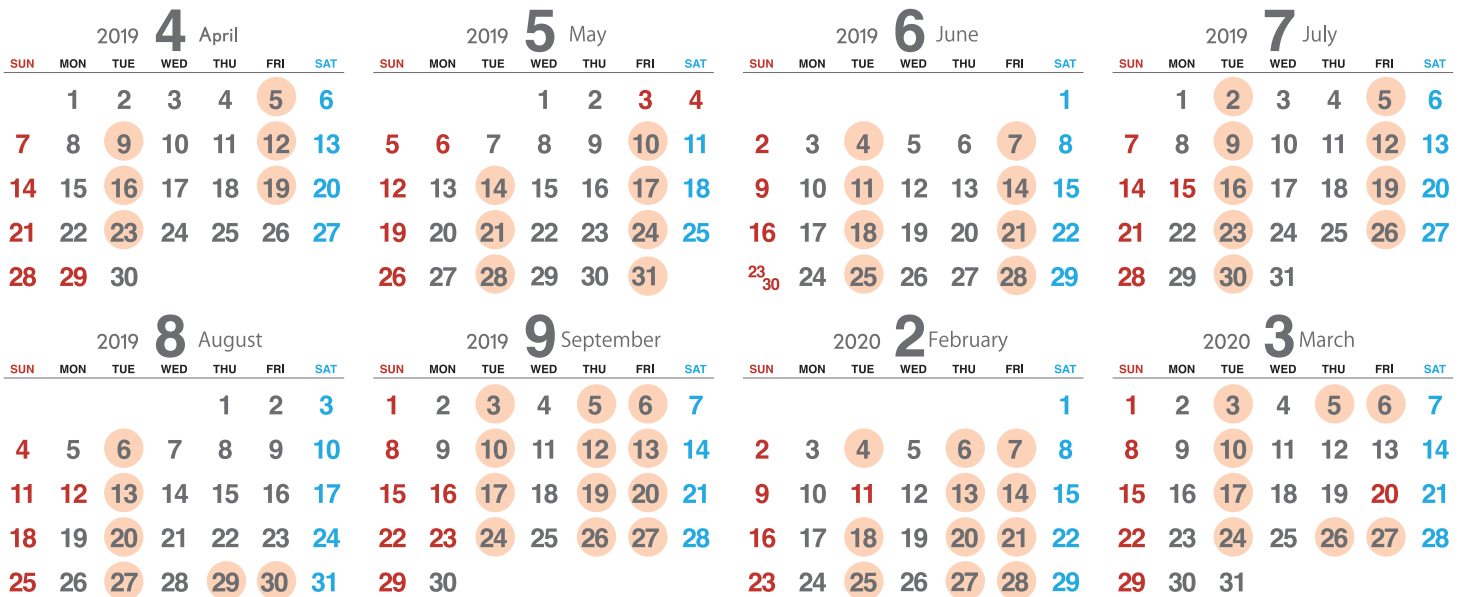 2019 4 April
SUN MON TUE WED THU FRI SAT
1 2 3 4 5 6
7 8 9 10 11 12 13
14 15 16 17 18 19 20
21 22 23 24 25 26 27
28 29 30
2019 5 May
SUN MON TUE WED THU FRI SAT
1 2 3 4
5 6 7 8 9 10 11
12 13 14 15 16 17 18
19 20 21 22 23 24 25
26 27 28 29 30 31
2019 6 June
SUN MON TUE WED THU FRI SAT
1
2 3 4 5 6 7 8
9 10 11 12 13 14 15
16 17 18 19 20 21 22
23 30 24 25 26 27 28 29
2019 7 July
SUN MON TUE WED THU FRI SAT
1 2 3 4 5 6
7 8 9 10 11 12 13
14 15 16 17 18 19 20
21 22 23 24 25 26 27
28 29 30 31
2019 8 August
SUN MON TUE WED THU FRI SAT
1 2 3
4 5 6 7 8 9 10
11 12 13 14 15 16 17
18 19 20 21 22 23 24
25 26 27 28 29 30 31
2019 9 September
SUN MON TUE WED THU FRI SAT
1 2 3 4 5 6 7
8 9 10 11 12 13 14
15 16 17 18 19 20 21
22 23 24 25 26 27 28
29 30
2020 2 February
SUN MON TUE WED THU FRI SAT
1
2 3 4 5 6 7 8
9 10 11 12 13 14 15
16 17 18 19 20 21 22
23 24 25 26 27 28 29
2020 3 March
SUN MON TUE WED THU FRI SAT
1 2 3 4 5 6 7
8 9 10 11 12 13 14
15 16 17 18 19 20 21
22 23 24 25 26 27 28
29 30 31